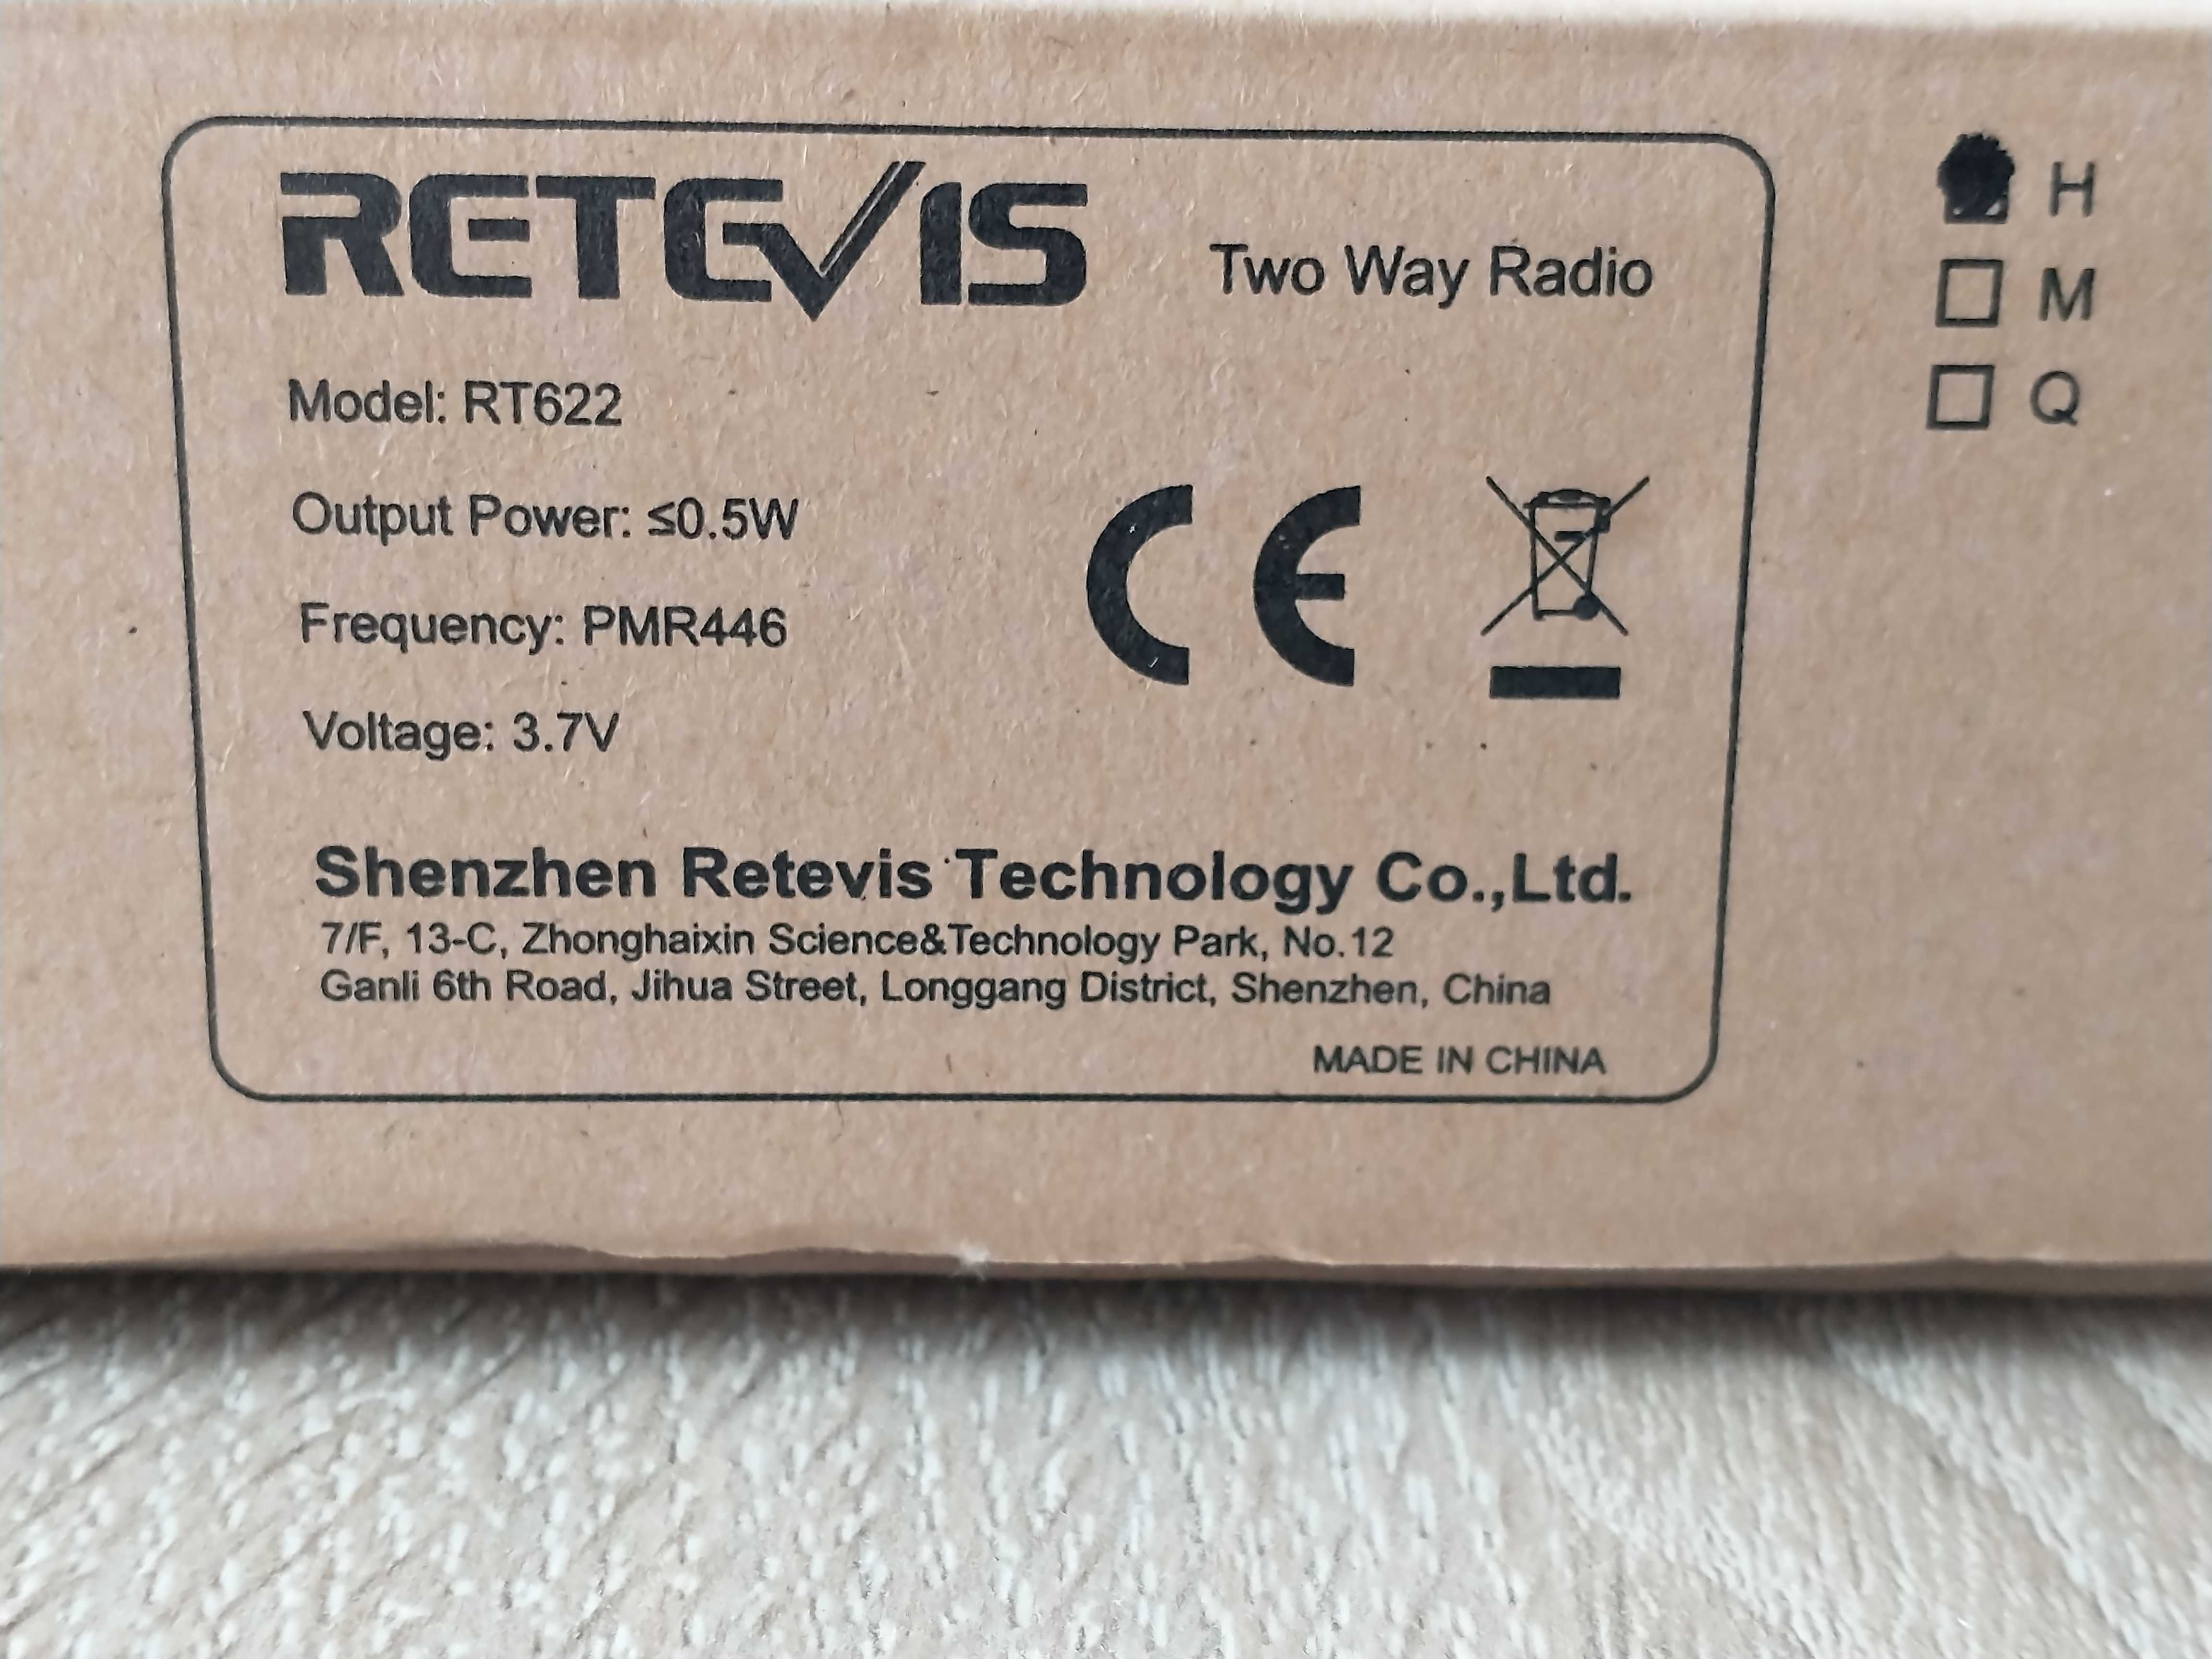 RETEVIS Two Way Radio
Model: RT622
Output Power: ≤0.5W
Frequency: PMR446
Voltage: 3.7V
CE
Shenzhen Retevis Technology Co.,Ltd.
7/F, 13-C, Zhonghaixin Science&Technology Park, No.12
Ganli 6th Road, Jihua Street, Longgang District, Shenzhen, China
MADE IN CHINA
H
M
Q